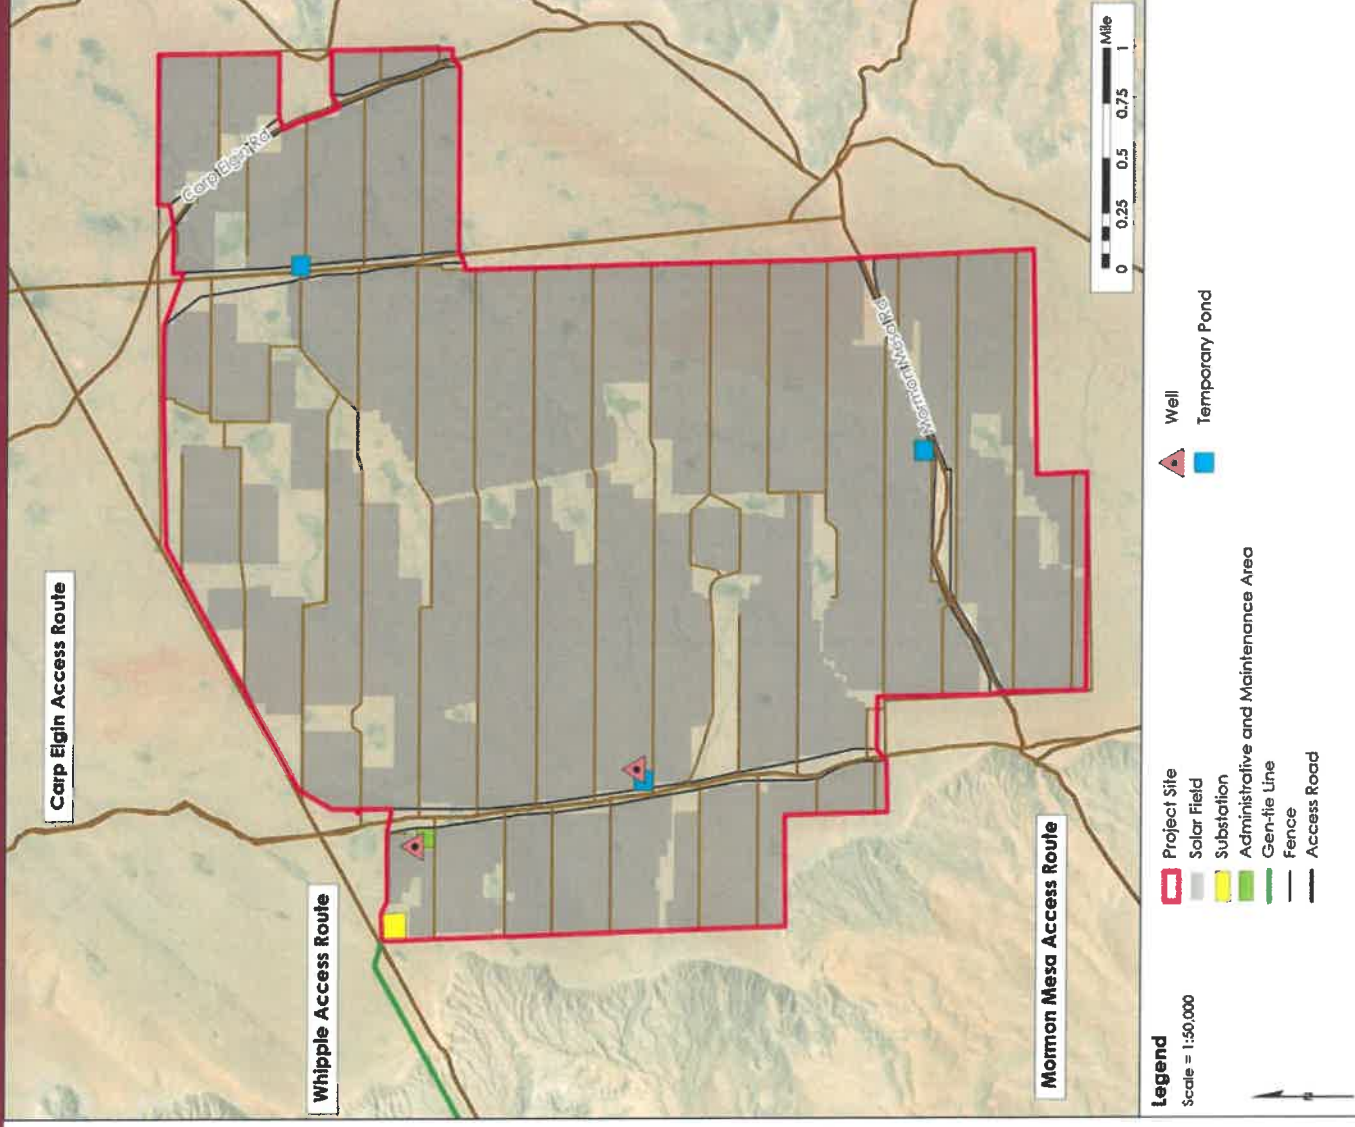 Carp Elgin Access Route
Whipple Access Route
Mormon Mesa Access Route
Carp Elgin Rd
Mormon Mesa Rd
0 0.25 0.5 0.75 1 Mile
Legend
Scale = 1:50,000
Project Site
Solar Field
Substation
Administrative and Maintenance Area
Gen-tie Line
Fence
Access Road
Well
Temporary Pond
N